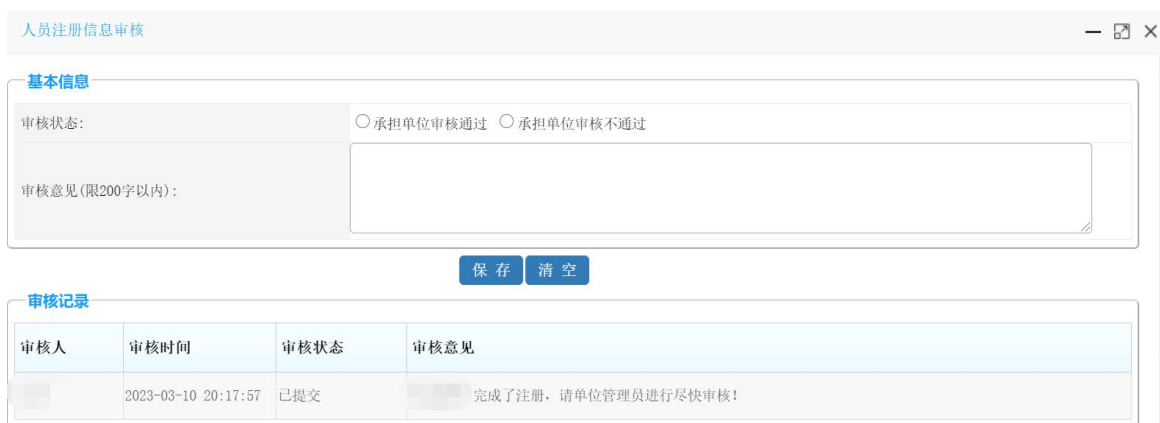 人员注册信息审核
基本信息
审核状态: 承担单位审核通过 承担单位审核不通过
审核意见(限200字以内):
保 存 清 空
审核记录
审核人 审核时间 审核状态 审核意见
2023-03-10 20:17:57 已提交 完成了注册，请单位管理员进行尽快审核!